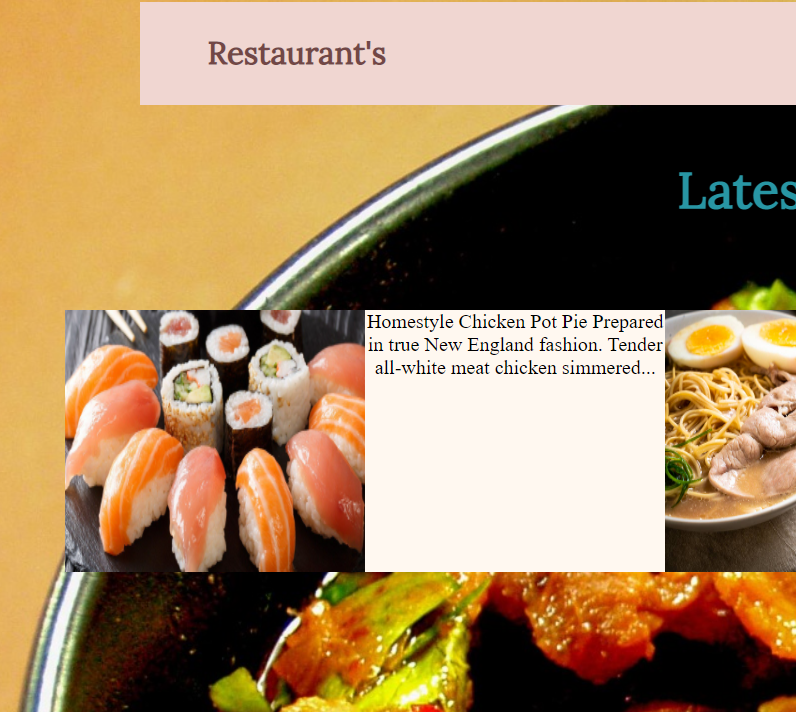 Restaurant's
Lates
Homestyle Chicken Pot Pie Prepared
in true New England fashion. Tender
all-white meat chicken simmered...